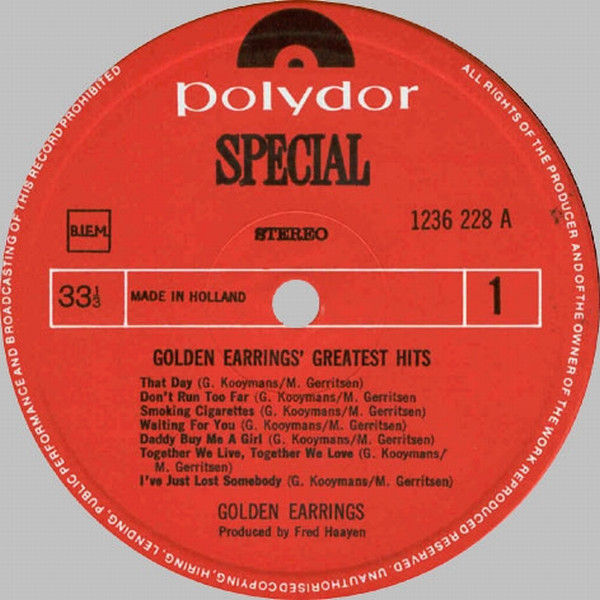 polydor
SPECIAL
B.I.E.M.
STEREO
1236 228 A
33⅓
MADE IN HOLLAND
1
GOLDEN EARRINGS' GREATEST HITS
That Day (G. Kooymans/M. Gerritsen)
Don't Run Too Far (G. Kooymans/M. Gerritsen
Smoking Cigarettes (G. Kooymans/M. Gerritsen
Waiting For You (G. Kooymans/M. Gerritsen)
Daddy Buy Me A Girl (G. Kooymans/M. Gerritsen)
Together We Live, Together We Love (G. Kooymans/
M. Gerritsen)
I've Just Lost Somebody (G. Kooymans/M. Gerritsen)
GOLDEN EARRINGS
Produced by Fred Haayen
ALL RIGHTS OF THE PRODUCER AND OF THE OWNER OF THE WORK REPRODUCED RESERVED. UNAUTHORISED COPYING, HIRING, LENDING, PUBLIC PERFORMANCE AND BROADCASTING OF THIS RECORD PROHIBITED